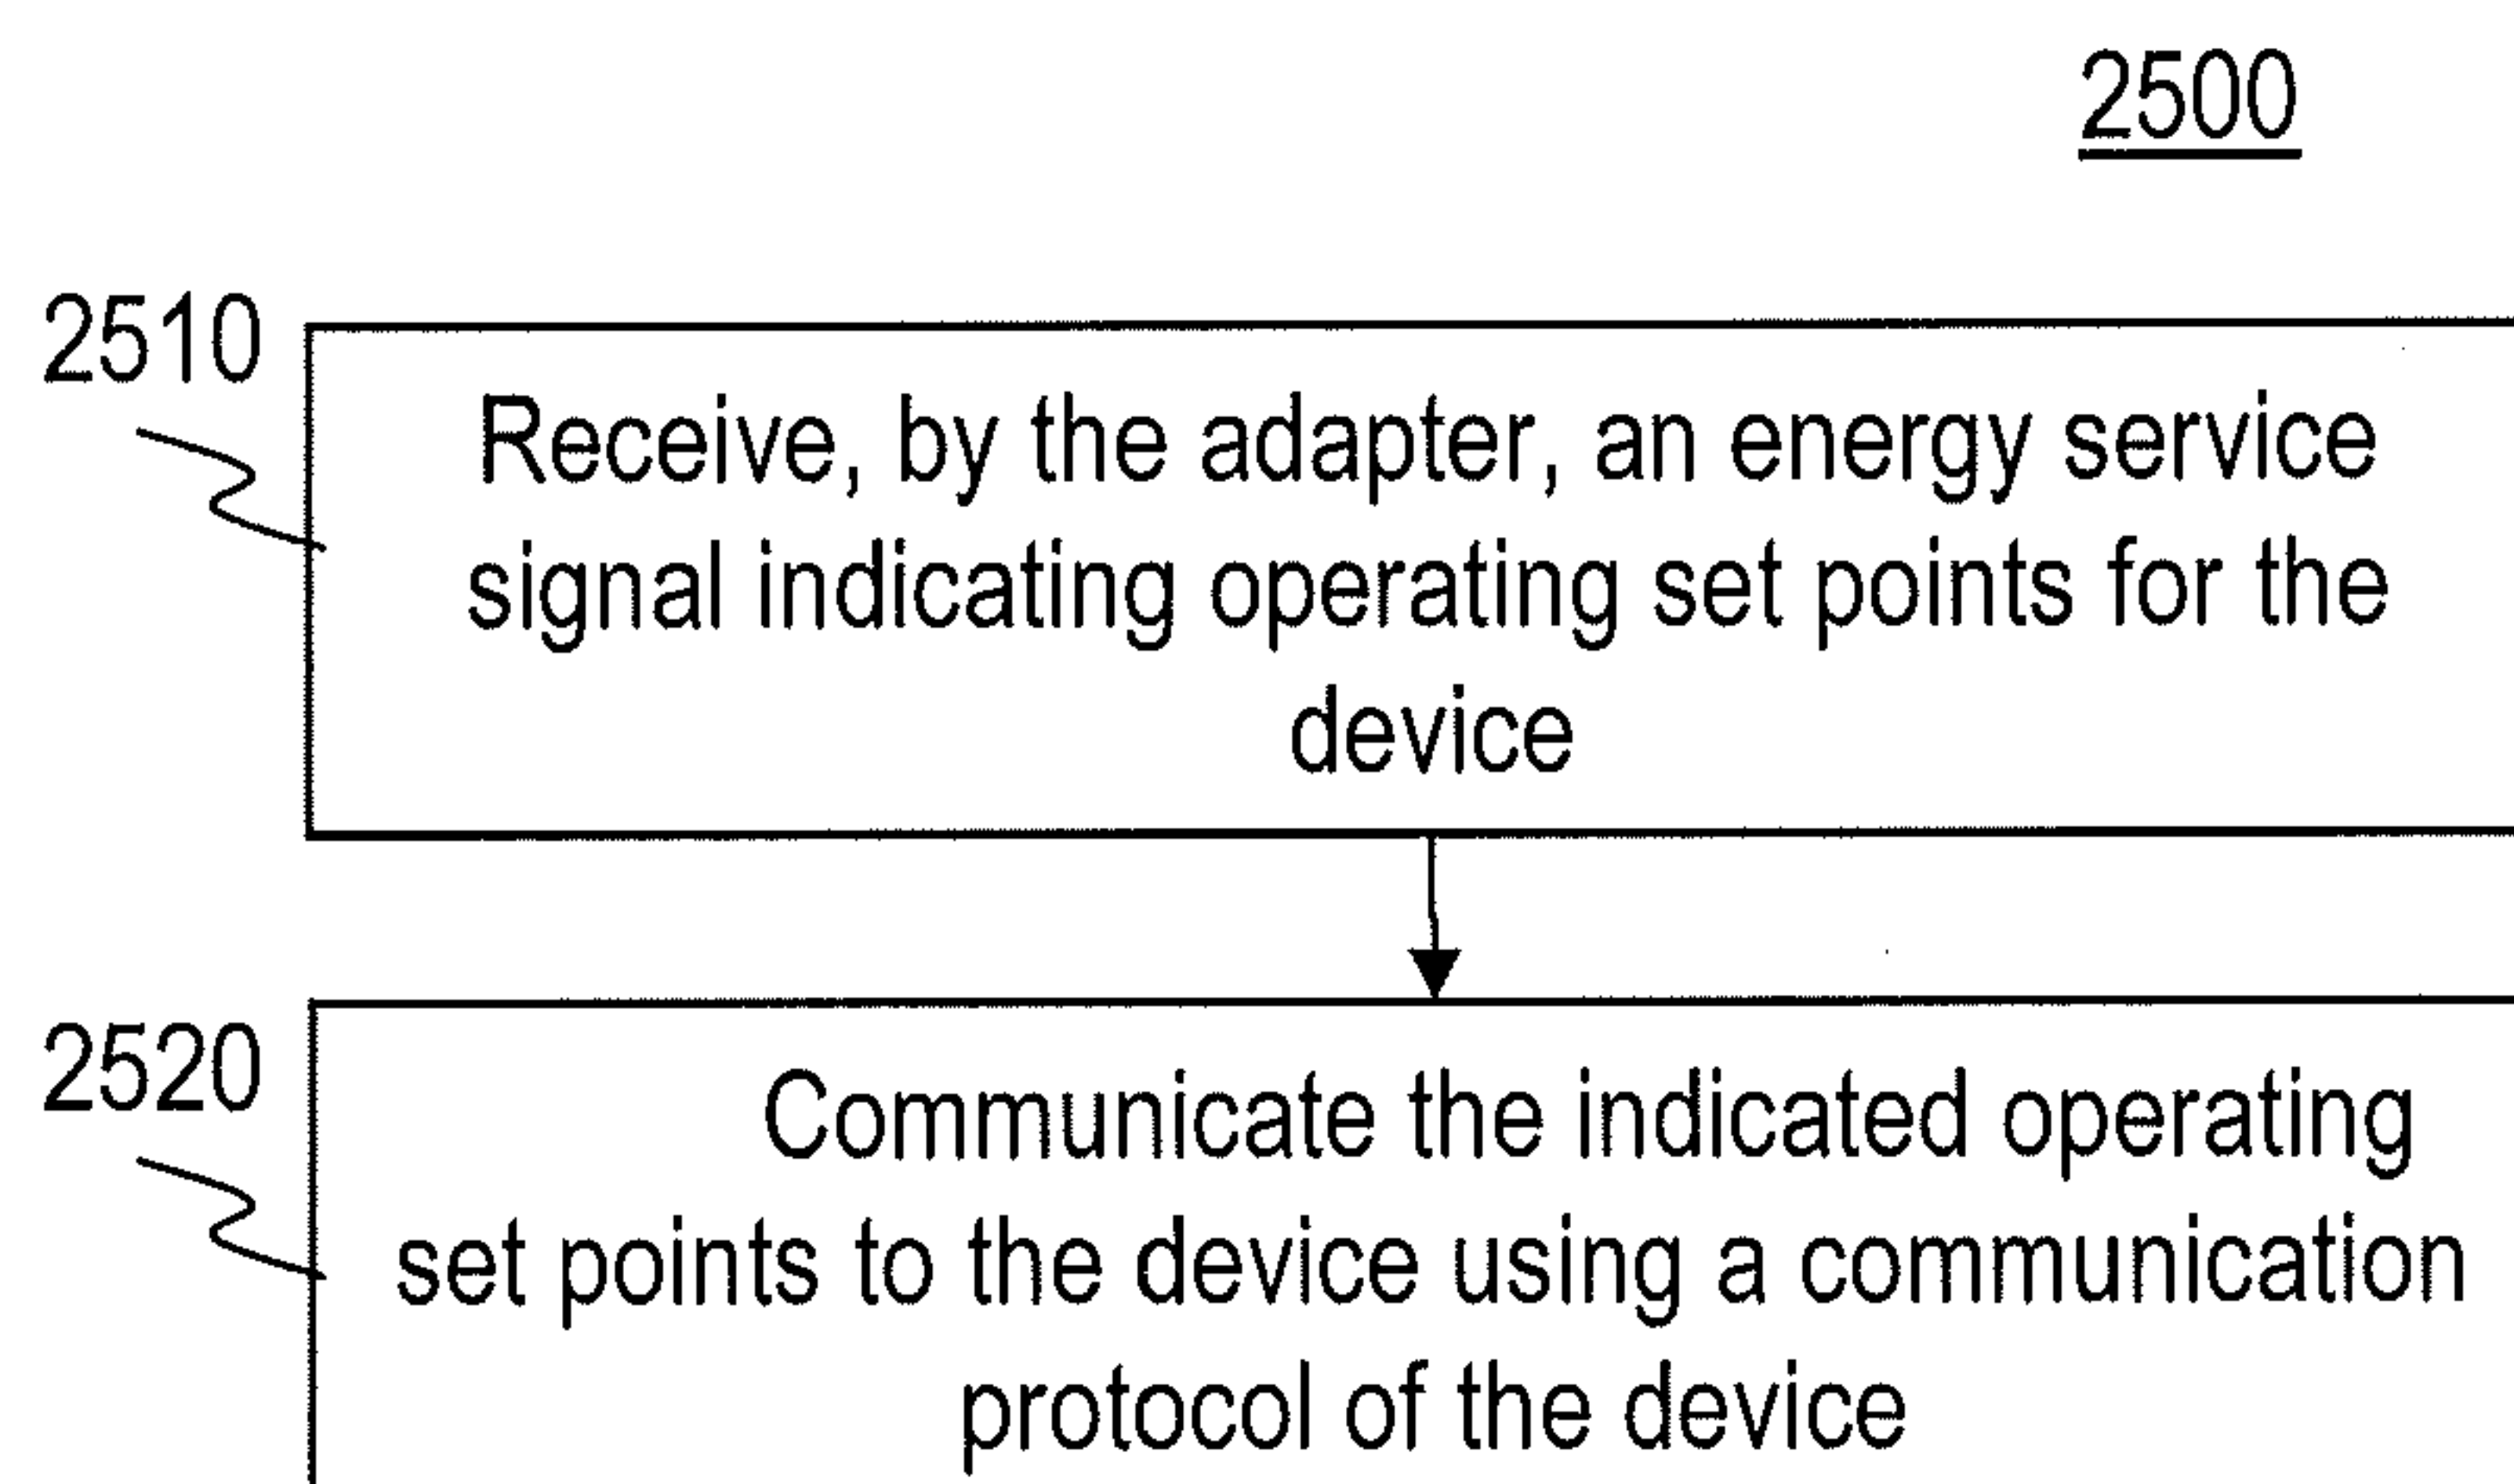 2500
2510
Receive, by the adapter, an energy service
signal indicating operating set points for the
device
2520
Communicate the indicated operating
set points to the device using a communication
protocol of the device